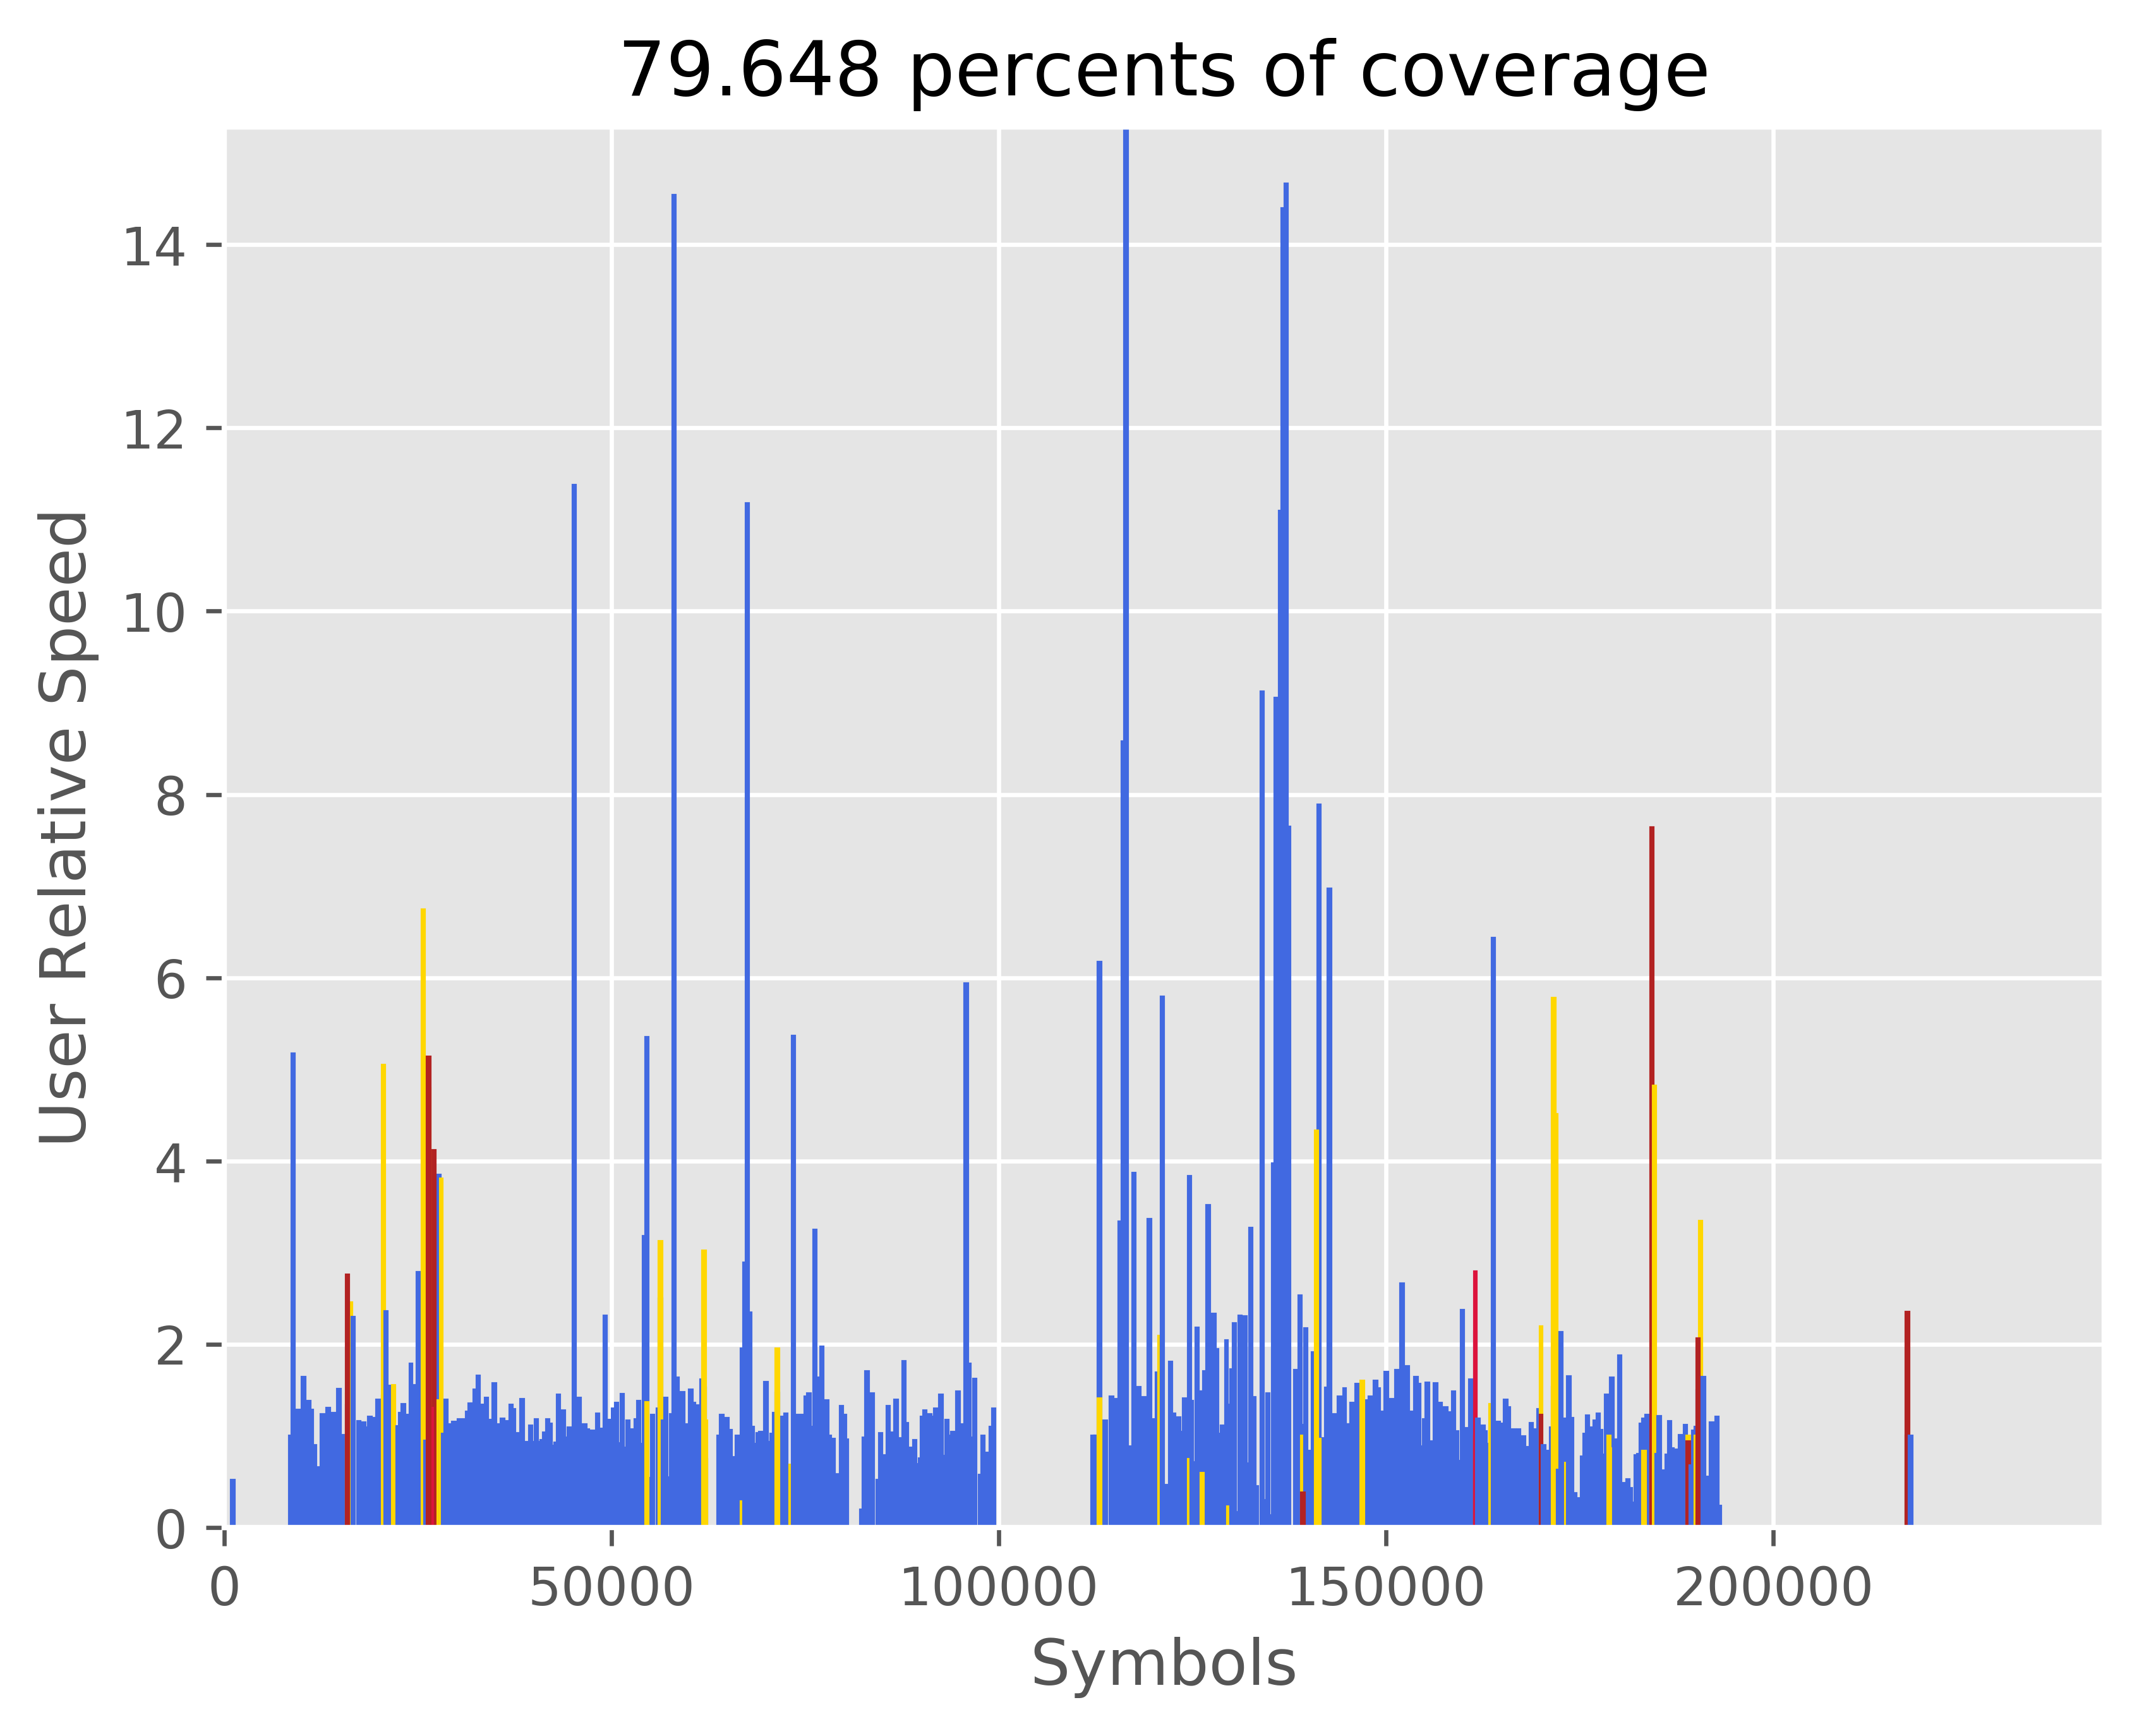 79.648 percents of coverage
14
12
10
8
6
4
2
0
User Relative Speed
0 50000 100000 150000 200000
Symbols